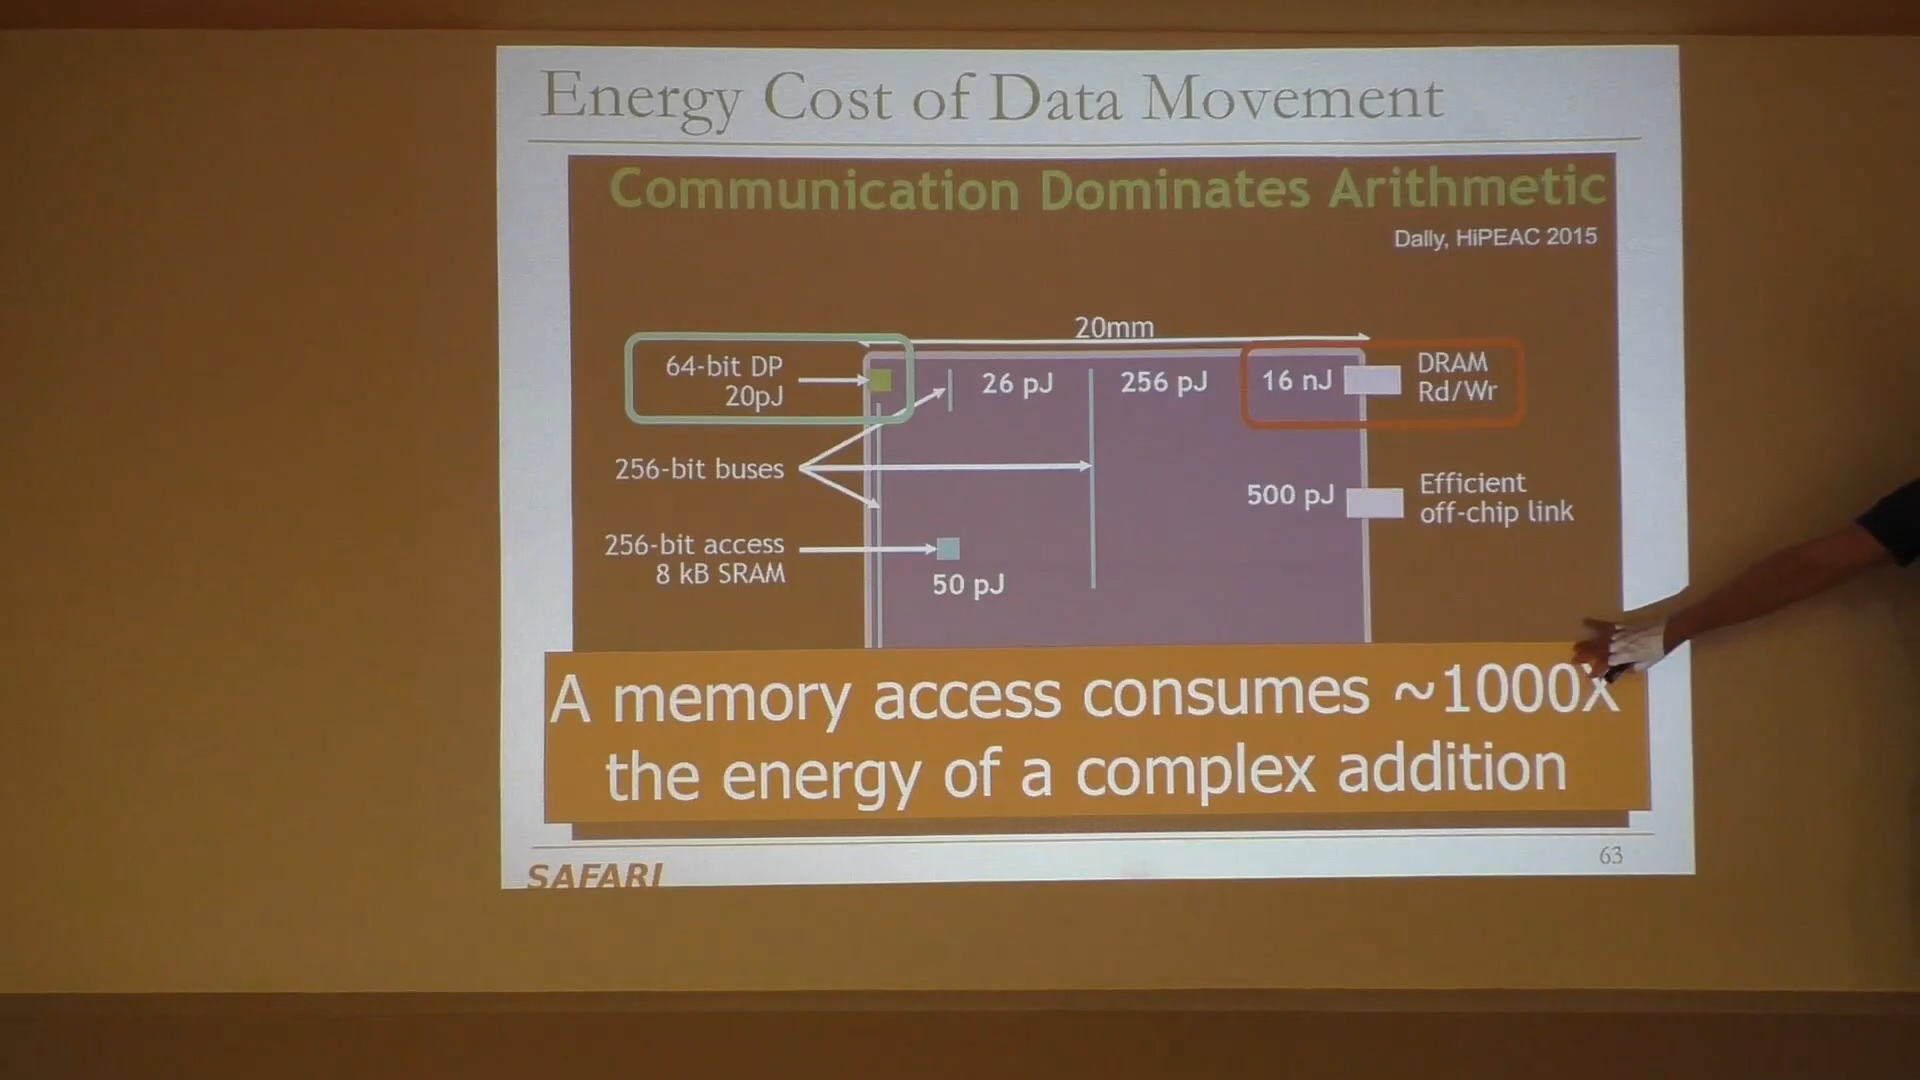 Energy Cost of Data Movement
Communication Dominates Arithmetic
Dally, HiPEAC 2015
20mm
64-bit DP
20pJ
26 pJ
256 pJ
16 nJ
DRAM
Rd/Wr
256-bit buses
500 pJ
Efficient
off-chip link
256-bit access
8 kB SRAM
50 pJ
A memory access consumes ~1000X
the energy of a complex addition
SAFARI
63